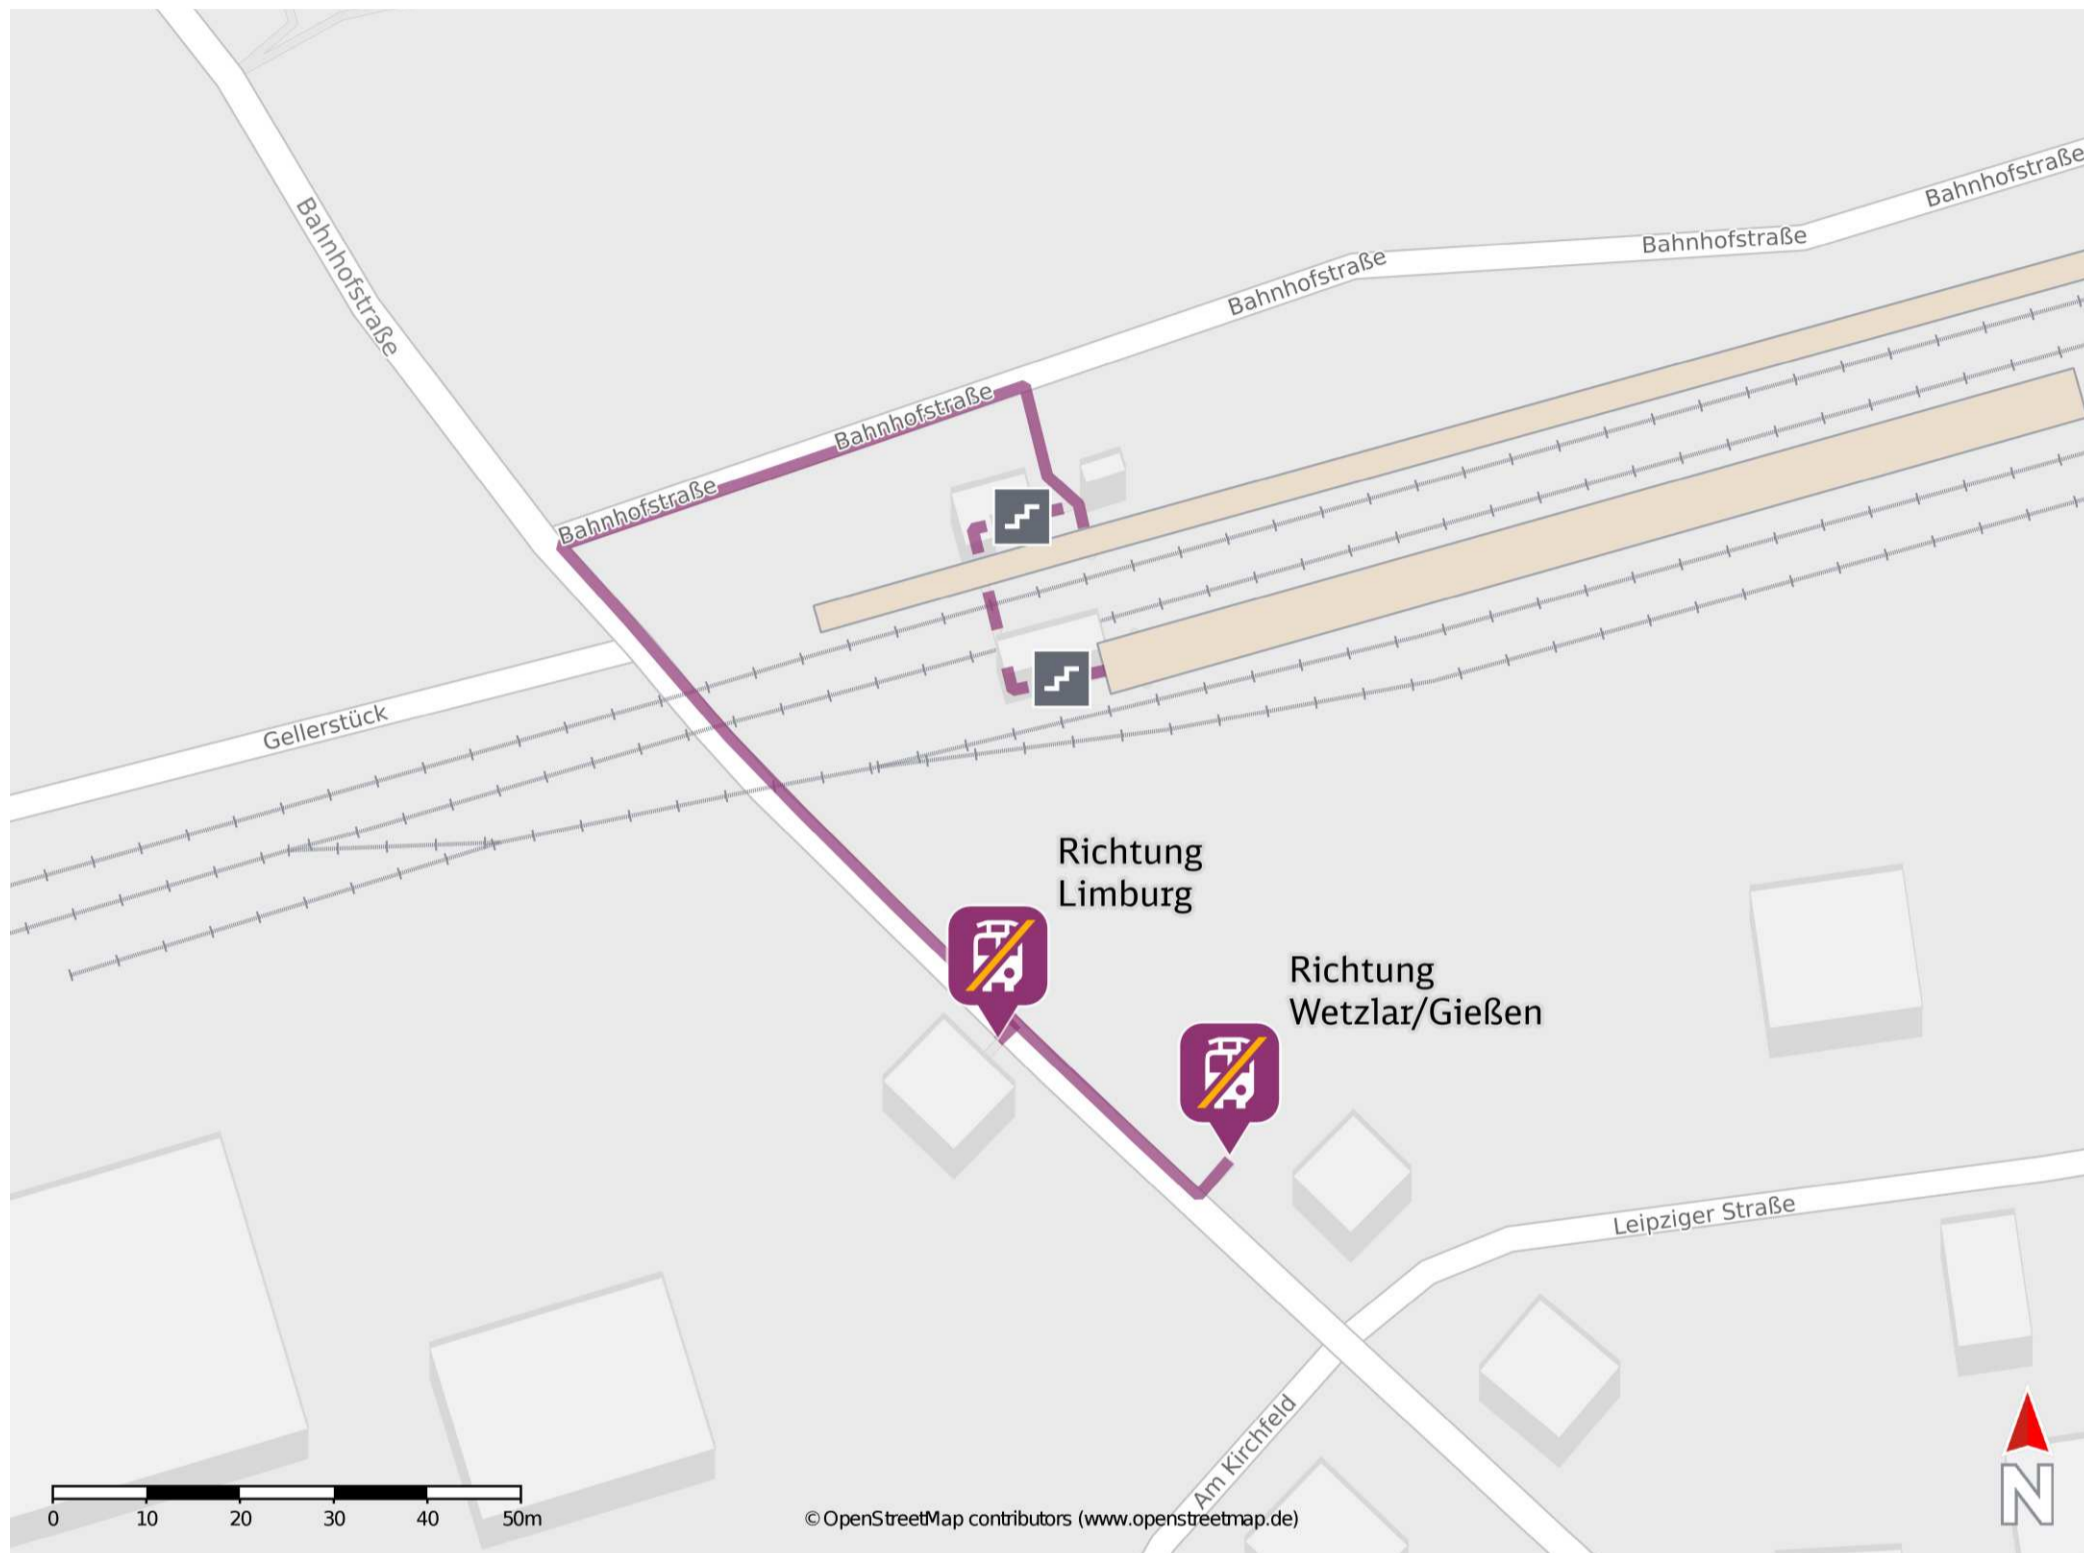 Bahnhofstraße
Bahnhofstraße
Bahnhofstraße
Bahnhofstraße
Bahnhofstraße
Bahnhofstraße
Gellerstück
Richtung
Limburg
Richtung
Wetzlar/Gießen
Leipziger Straße
Am Kirchfeld
N
0 10 20 30 40 50m
© OpenStreetMap contributors (www.openstreetmap.de)